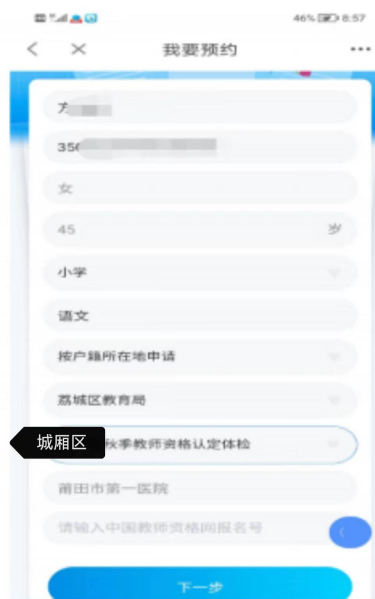 46% 8:57
我要预约
方
350
女
45 岁
小学
语文
按户籍所在地申请
荔城区教育局
城厢区
秋季教师资格认定体检
莆田市第一医院
请输入中国教师资格网报名号
下一步